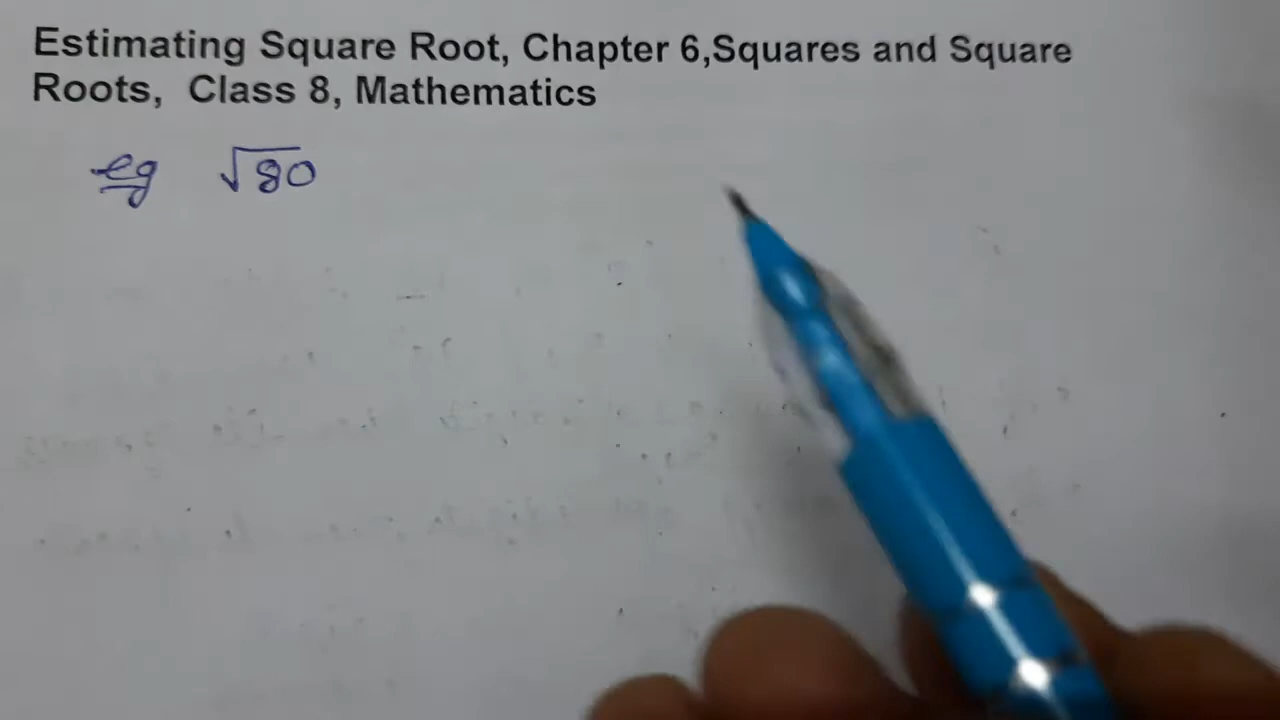 Estimating Square Root, Chapter 6,Squares and Square
Roots, Class 8, Mathematics
eg √80